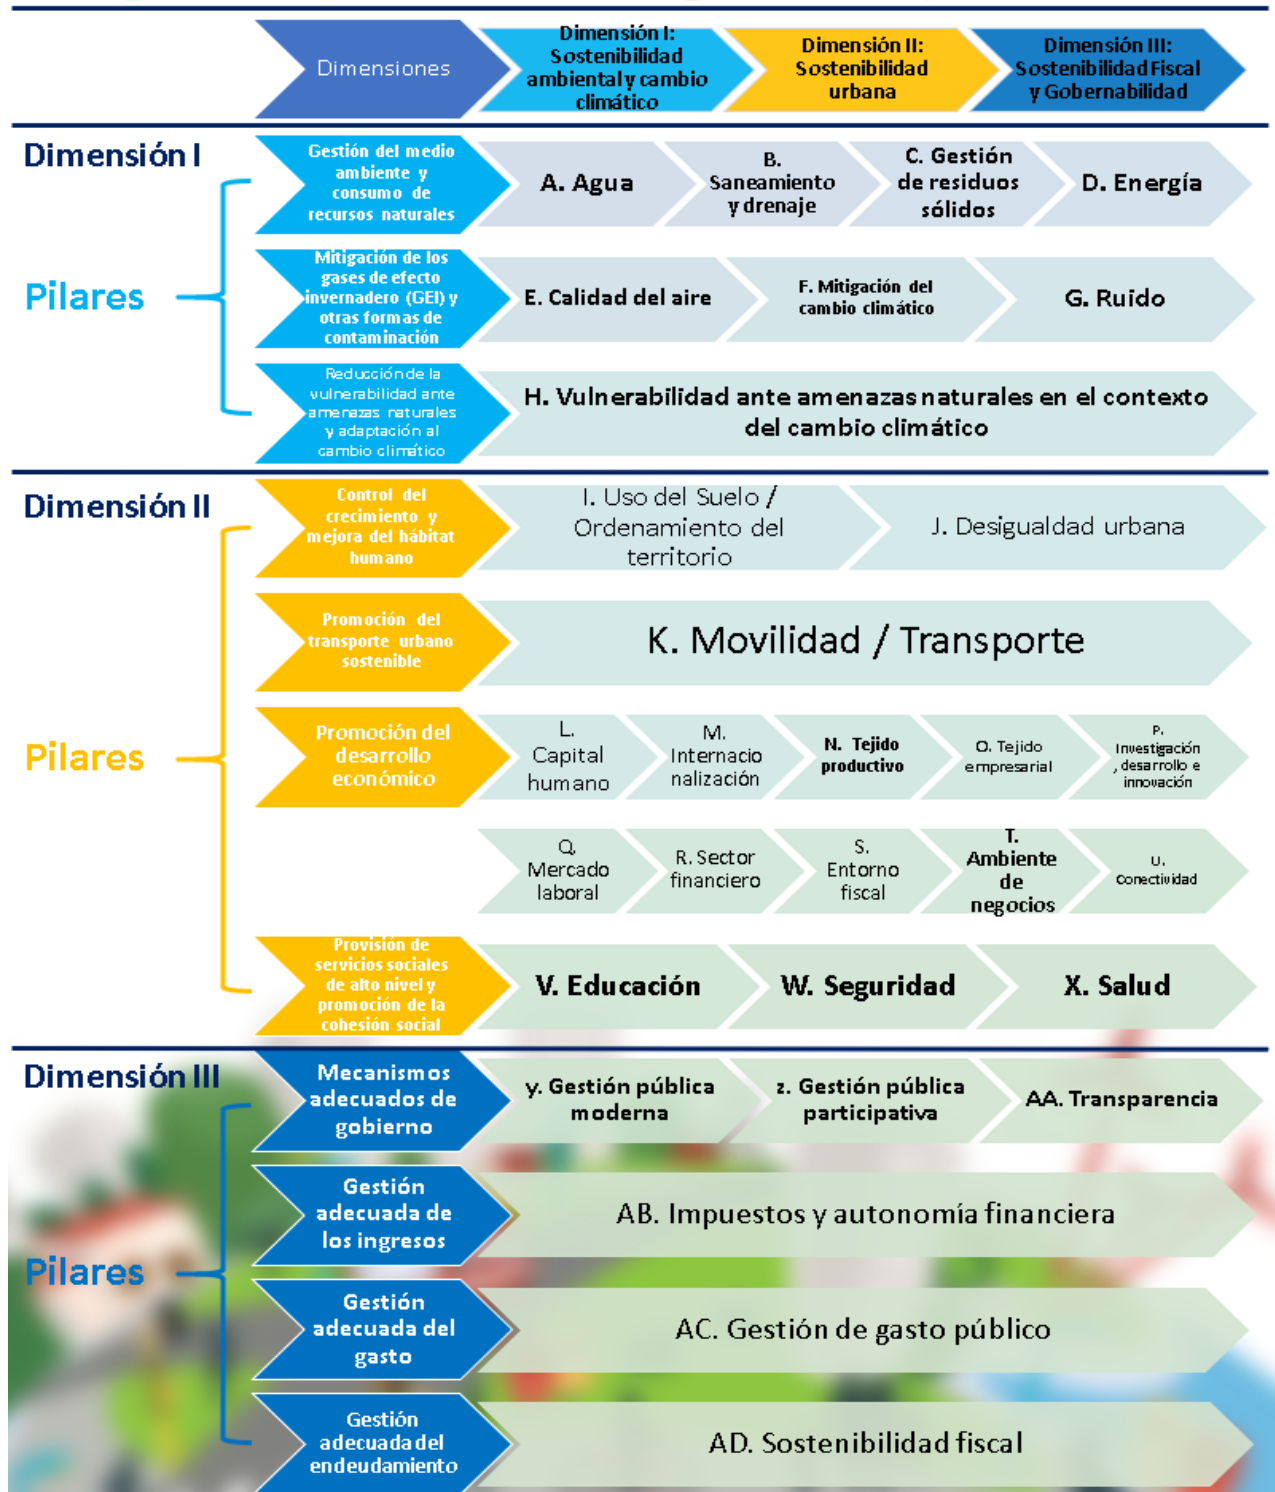 Dimensiones
Dimensión I:
Sostenibilidad
ambiental y cambio
climático
Dimensión II:
Sostenibilidad
urbana
Dimensión III:
Sostenibilidad Fiscal
y Gobernabilidad
Dimensión I
Pilares
Gestión del medio
ambiente y
consumo de
recursos naturales
A. Agua
B.
Saneamiento
y drenaje
C. Gestión
de residuos
sólidos
D. Energía
Mitigación de los
gases de efecto
invernadero (GEI) y
otras formas de
contaminación
E. Calidad del aire
F. Mitigación del
cambio climático
G. Ruido
Reducción de la
vulnerabilidad ante
amenazas naturales
y adaptación al
cambio climático
H. Vulnerabilidad ante amenazas naturales en el contexto
del cambio climático
Dimensión II
Pilares
Control del
crecimiento y
mejora del hábitat
humano
I. Uso del Suelo /
Ordenamiento del
territorio
J. Desigualdad urbana
Promoción del
transporte urbano
sostenible
K. Movilidad / Transporte
Promoción del
desarrollo
económico
L.
Capital
humano
M.
Internacio
nalización
N. Tejido
productivo
O. Tejido
empresarial
P.
Investigación
, desarrollo e
innovación
Q.
Mercado
laboral
R. Sector
financiero
S.
Entorno
fiscal
T.
Ambiente
de
negocios
U.
Conectividad
Provisión de
servicios sociales
de alto nivel y
promoción de la
cohesión social
V. Educación
W. Seguridad
X. Salud
Dimensión III
Pilares
Mecanismos
adecuados de
gobierno
y. Gestión pública
moderna
z. Gestión pública
participativa
AA. Transparencia
Gestión
adecuada de
los ingresos
AB. Impuestos y autonomía financiera
Gestión
adecuada del
gasto
AC. Gestión de gasto público
Gestión
adecuada del
endeudamiento
AD. Sostenibilidad fiscal